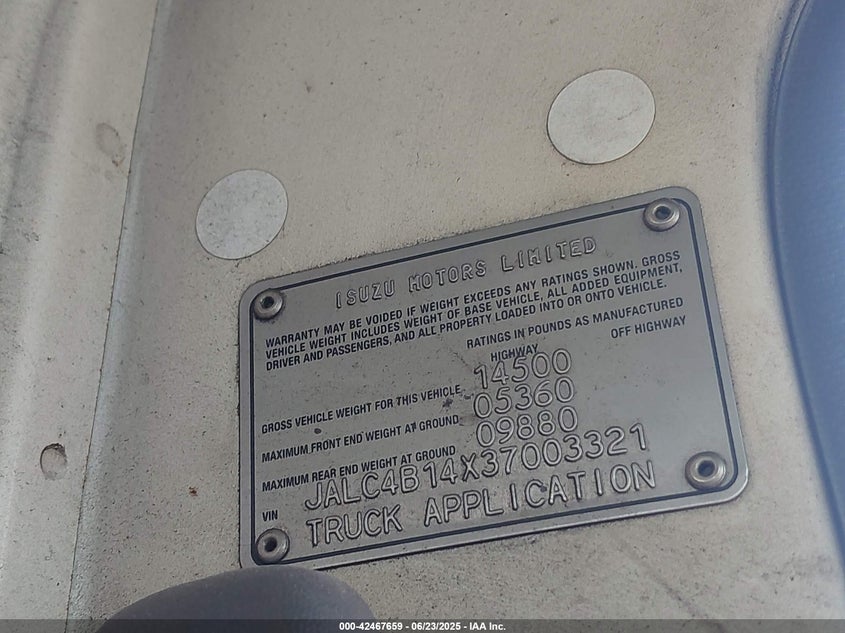 ISUZU MOTORS LIMITED
WARRANTY MAY BE VOIDED IF WEIGHT EXCEEDS ANY RATINGS SHOWN. GROSS
VEHICLE WEIGHT INCLUDES WEIGHT OF BASE VEHICLE, ALL ADDED EQUIPMENT,
DRIVER AND PASSENGERS, AND ALL PROPERTY LOADED INTO OR ONTO VEHICLE.
RATINGS IN POUNDS AS MANUFACTURED
HIGHWAY OFF HIGHWAY
GROSS VEHICLE WEIGHT FOR THIS VEHICLE 14500
MAXIMUM FRONT END WEIGHT AT GROUND 05360
MAXIMUM REAR END WEIGHT AT GROUND 09880
VIN JALC4B14X37003321
TRUCK APPLICATION
000-42467659 - 06/23/2025 - IAA Inc.